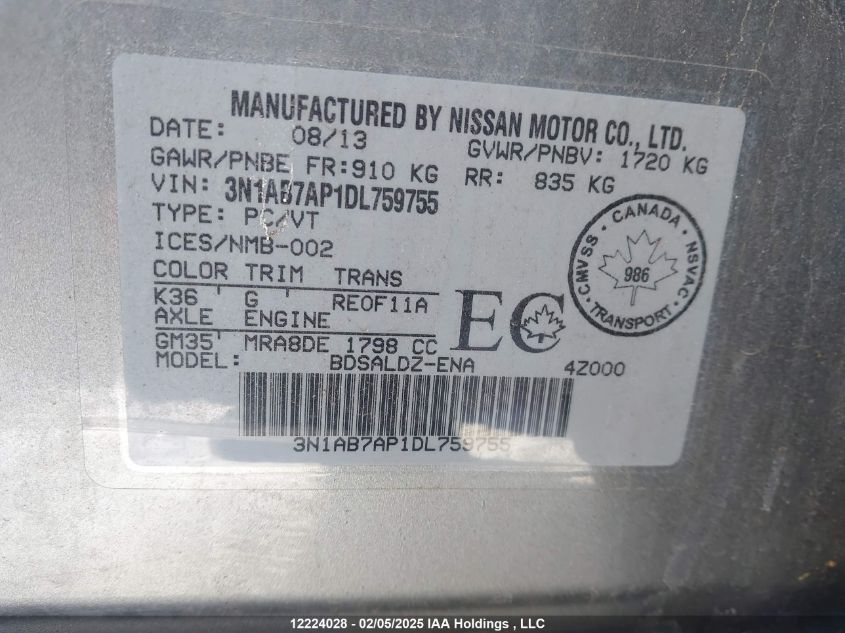 MANUFACTURED BY NISSAN MOTOR CO., LTD.
DATE: 08/13 GVWR/PNBV: 1720 KG
GAWR/PNBE FR:910 KG RR: 835 KG
VIN: 3N1AB7AP1DL759755
TYPE: PC/VT
ICES/NMB-002
COLOR TRIM TRANS
K36 G RE0F11A
AXLE ENGINE
GM35 MRA8DE 1798 CC
MODEL: BDSALDZ-ENA 4Z000
EC
CANADA
CMVSS 986 NSVAC
TRANSPORT
3N1AB7AP1DL759755
12224028 - 02/05/2025 IAA Holdings , LLC